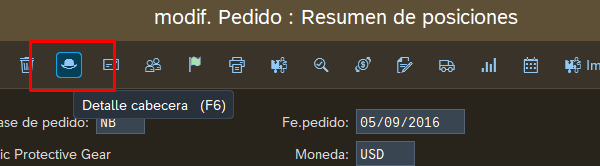 modif. Pedido : Resumen de posiciones
Im
Detalle cabecera (F6)
ase de pedido: NB
Fe.pedido: 05/09/2016
ic Protective Gear
Moneda: USD